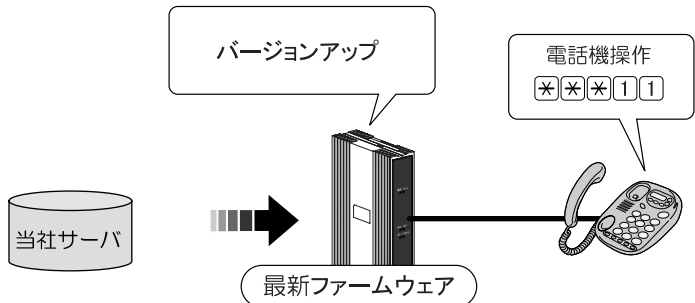 バージョンアップ
電話機操作
***11
当社サーバ
最新ファームウェア